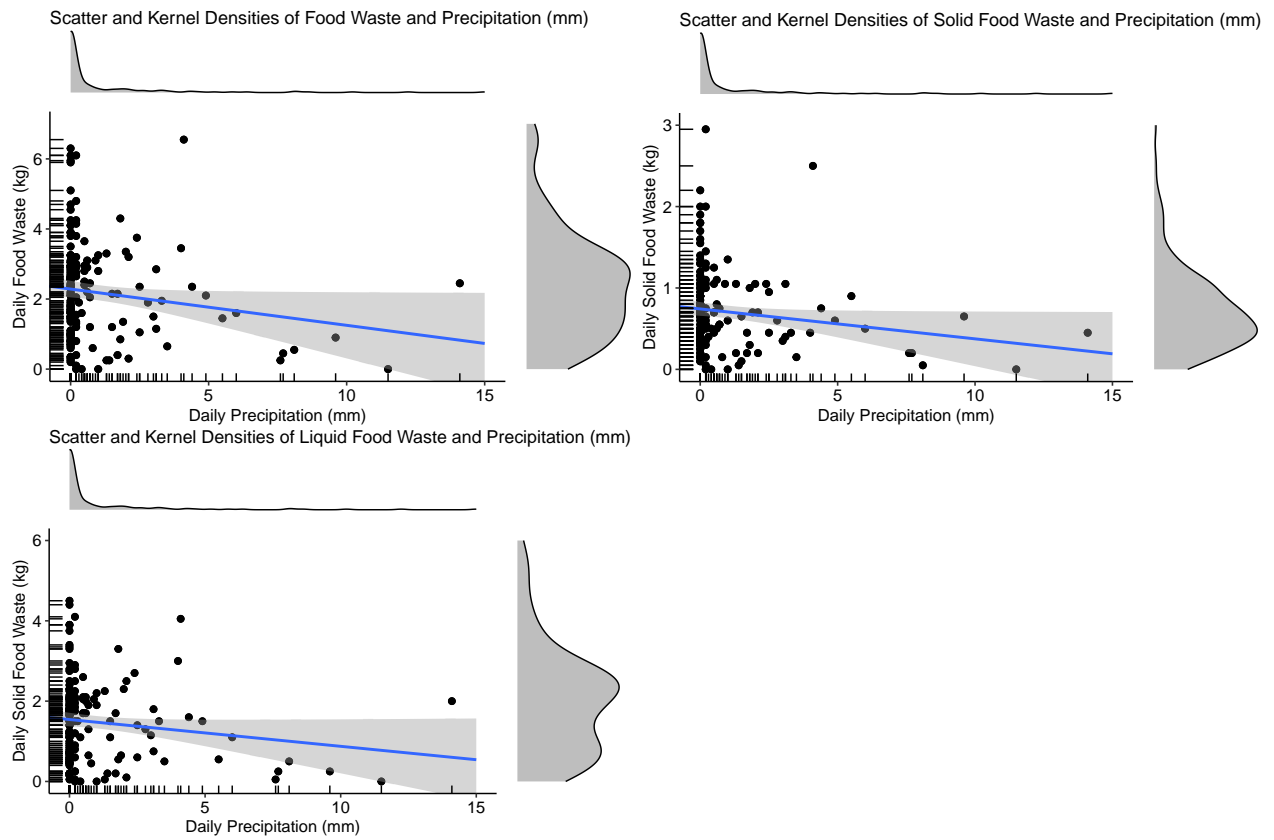 Scatter and Kernel Densities of Food Waste and Precipitation (mm)
Daily Food Waste (kg)
6
4
2
0
0
5
10
15
Daily Precipitation (mm)
Scatter and Kernel Densities of Solid Food Waste and Precipitation (mm)
Daily Solid Food Waste (kg)
3
2
1
0
0
5
10
15
Daily Precipitation (mm)
Scatter and Kernel Densities of Liquid Food Waste and Precipitation (mm)
Daily Solid Food Waste (kg)
6
4
2
0
0
5
10
15
Daily Precipitation (mm)